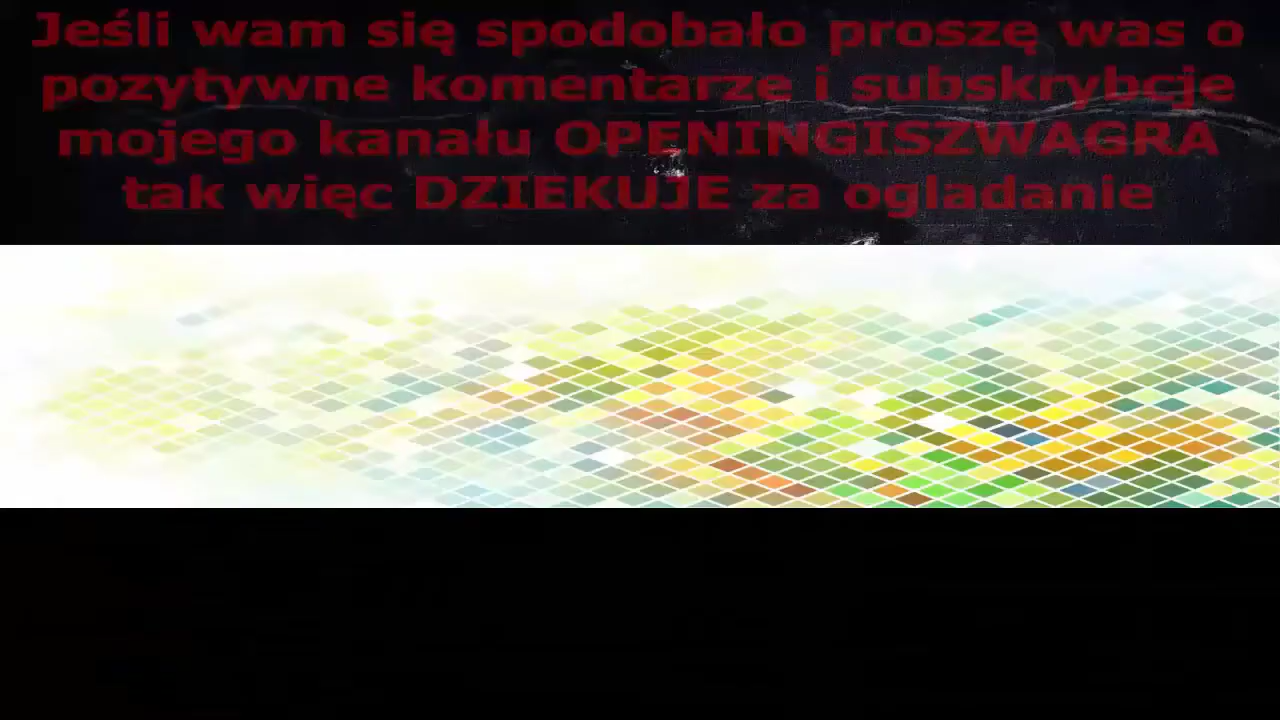 Jeśli wam się spodobało proszę was o
pozytywne komentarze i subskrybcje
mojego kanału OPENINGISZWAGRA
tak więc DZIEKUJE za ogladanie